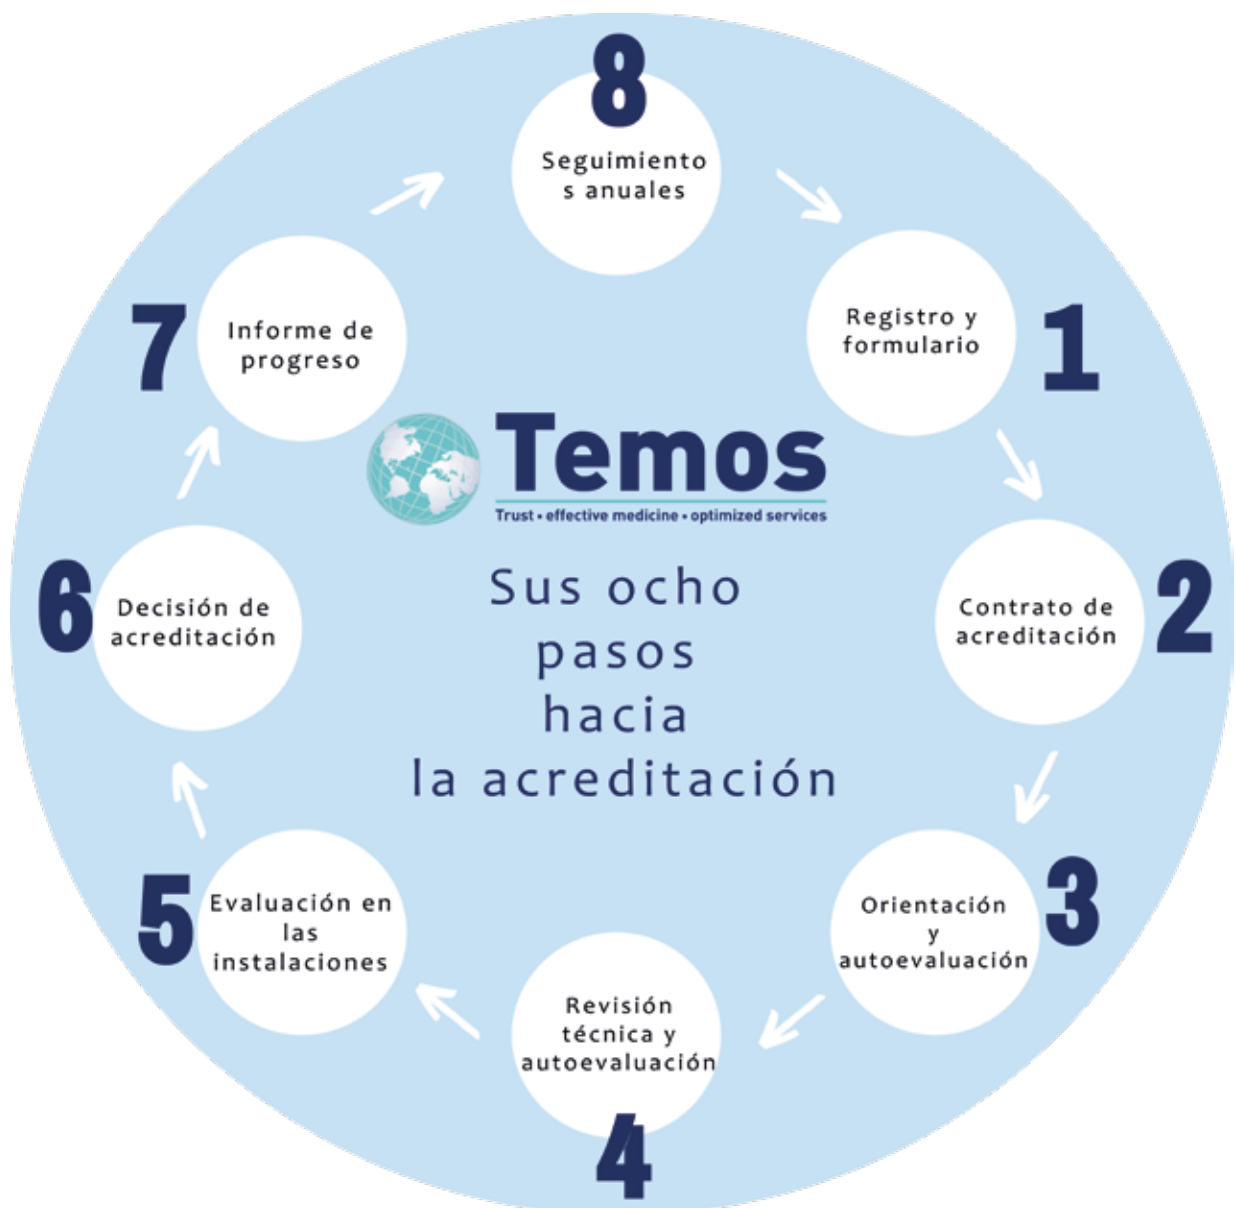 8
Seguimiento
s anuales
Registro y
formulario
1
Contrato de
acreditación
2
Orientación
y
autoevaluación
3
Revisión
técnica y
autoevaluación
4
Evaluación en
las
instalaciones
5
Decisión de
acreditación
6
Informe de
progreso
7
Temos
Trust • effective medicine • optimized services
Sus ocho
pasos
hacia
la acreditación